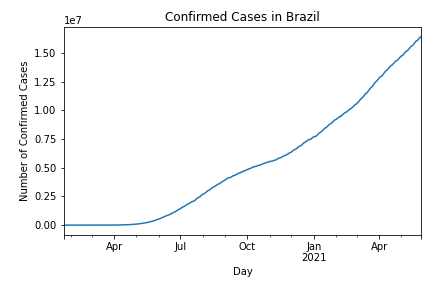 Confirmed Cases in Brazil
1e7
1.50
1.25
1.00
0.75
0.50
0.25
0.00
Number of Confirmed Cases
Apr Jul Oct Jan Apr
2021
Day